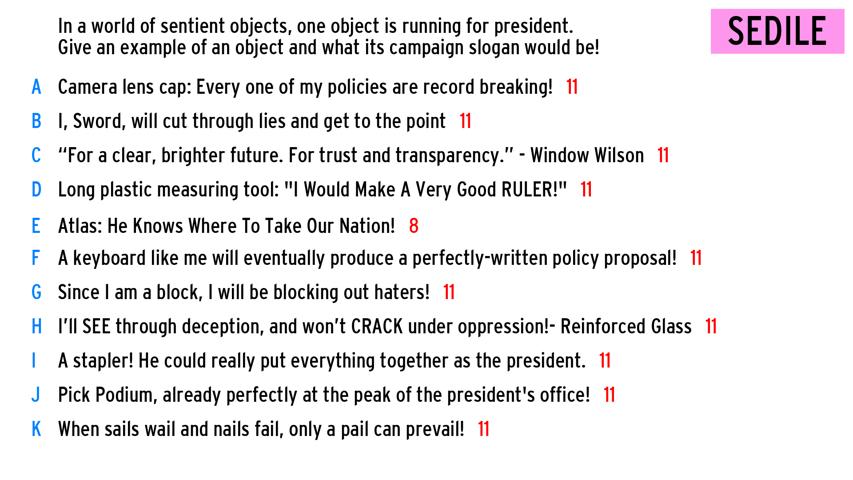 In a world of sentient objects, one object is running for president.
Give an example of an object and what its campaign slogan would be!
SEDILE
A Camera lens cap: Every one of my policies are record breaking! 11
B I, Sword, will cut through lies and get to the point 11
C “For a clear, brighter future. For trust and transparency.” - Window Wilson 11
D Long plastic measuring tool: "I Would Make A Very Good RULER!" 11
E Atlas: He Knows Where To Take Our Nation! 8
F A keyboard like me will eventually produce a perfectly-written policy proposal! 11
G Since I am a block, I will be blocking out haters! 11
H I’ll SEE through deception, and won’t CRACK under oppression!- Reinforced Glass 11
I A stapler! He could really put everything together as the president. 11
J Pick Podium, already perfectly at the peak of the president's office! 11
K When sails wail and nails fail, only a pail can prevail! 11